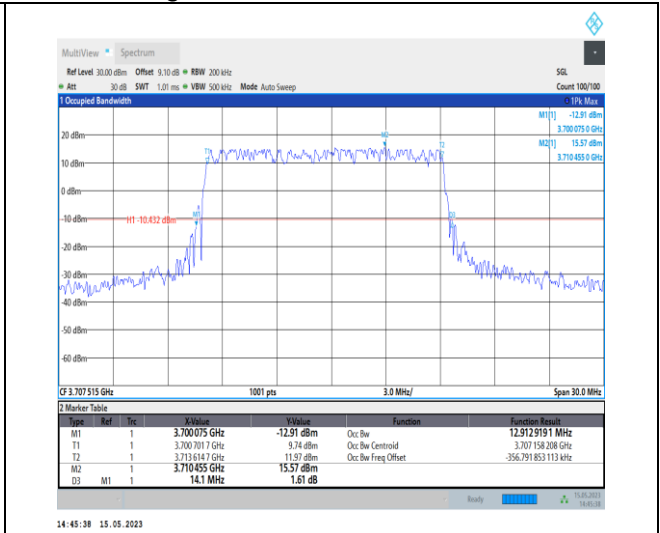 MultiView Spectrum
Ref Level 30.00 dBm Offset 9.10 dB RBW 200 kHz SGL
Att 30 dB SWT 1.01 ms VBW 500 kHz Mode Auto Sweep Count 100/100
1 Occupied Bandwidth 1Pk Max
M1[1] -12.91 dBm
3.700 075 0 GHz
20 dBm M2[1] 15.57 dBm
3.710 455 0 GHz
M2
T1 T2
10 dBm
0 dBm
-10 dBm H1 -10.432 dBm M1 D3
-20 dBm
-30 dBm
-40 dBm
-50 dBm
-60 dBm
CF 3.707 515 GHz 1001 pts 3.0 MHz/ Span 30.0 MHz
2 Marker Table
Type Ref Trc X-Value Y-Value Function Function Result
M1 1 3.700 075 GHz -12.91 dBm Occ Bw 12.912 919 1 MHz
T1 1 3.700 701 7 GHz 9.74 dBm Occ Bw Centroid 3.707 158 208 GHz
T2 1 3.713 614 7 GHz 11.97 dBm Occ Bw Freq Offset -356.791 853 113 kHz
M2 1 3.710 455 GHz 15.57 dBm
D3 M1 1 14.1 MHz 1.61 dB
Ready 15.05.2023
14:45:38
14:45:38 15.05.2023